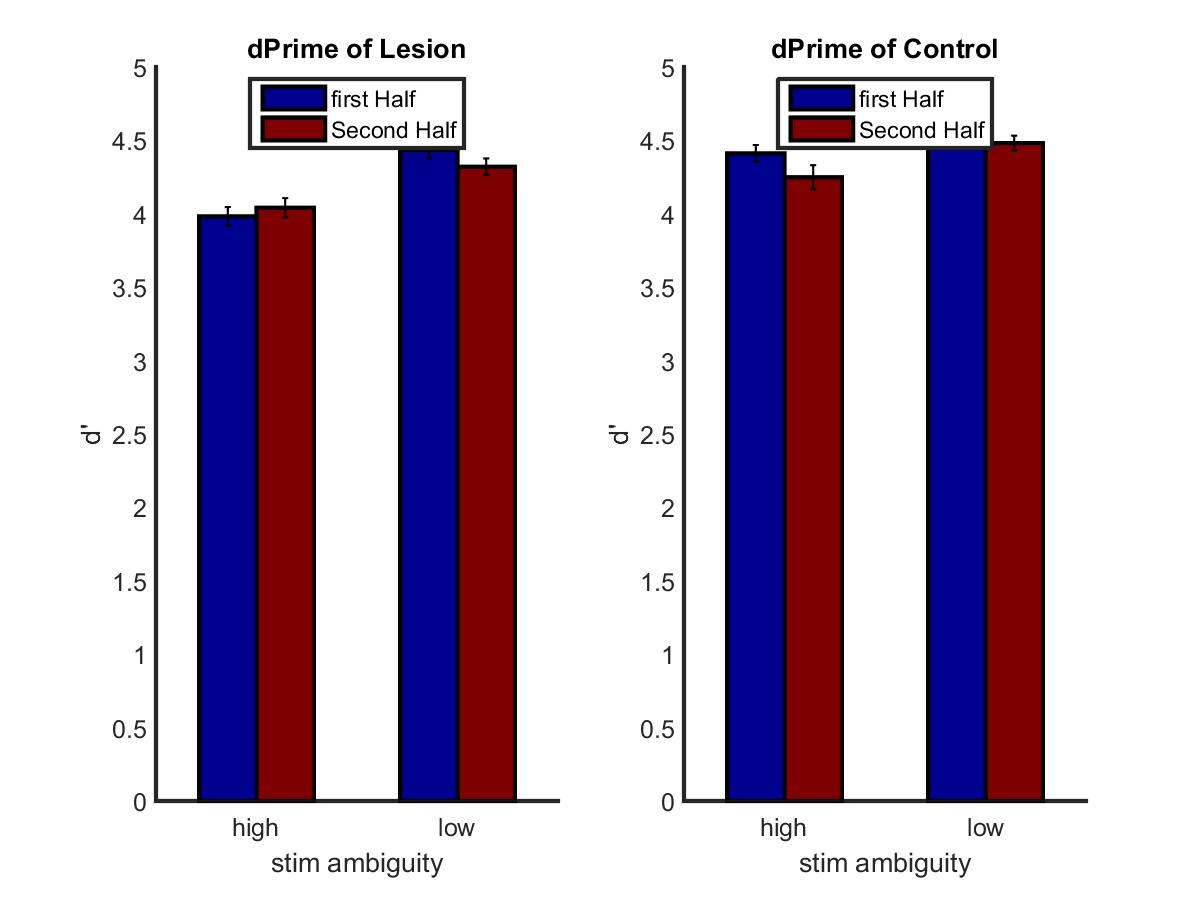 dPrime of Lesion
5
4.5
4
3.5
3
2.5
2
1.5
1
0.5
0
d'
first Half
Second Half
high
low
stim ambiguity
dPrime of Control
5
4.5
4
3.5
3
2.5
2
1.5
1
0.5
0
d'
first Half
Second Half
high
low
stim ambiguity